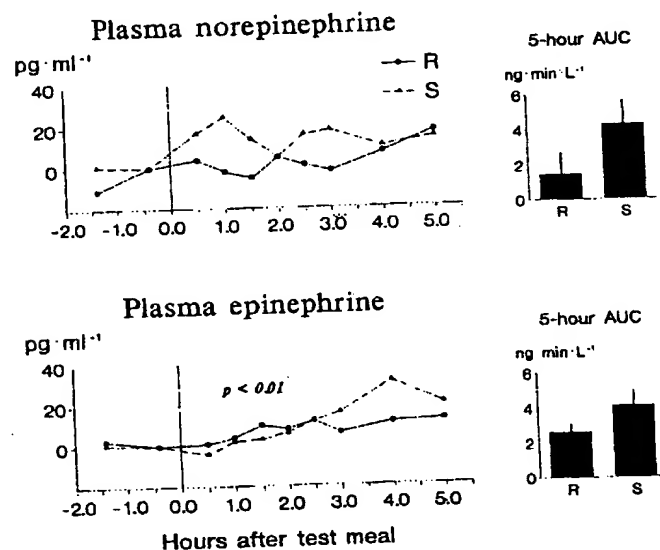 Plasma norepinephrine
pg·ml⁻¹
R
S
40
20
0
-2.0 -1.0 0.0 1.0 2.0 3.0 4.0 5.0
5-hour AUC
ng·min·L⁻¹
6
4
2
0
R S
Plasma epinephrine
pg·ml⁻¹
p < 0.01
40
20
0
-2.0 -1.0 0.0 1.0 2.0 3.0 4.0 5.0
Hours after test meal
5-hour AUC
ng min·L⁻¹
6
4
2
0
R S